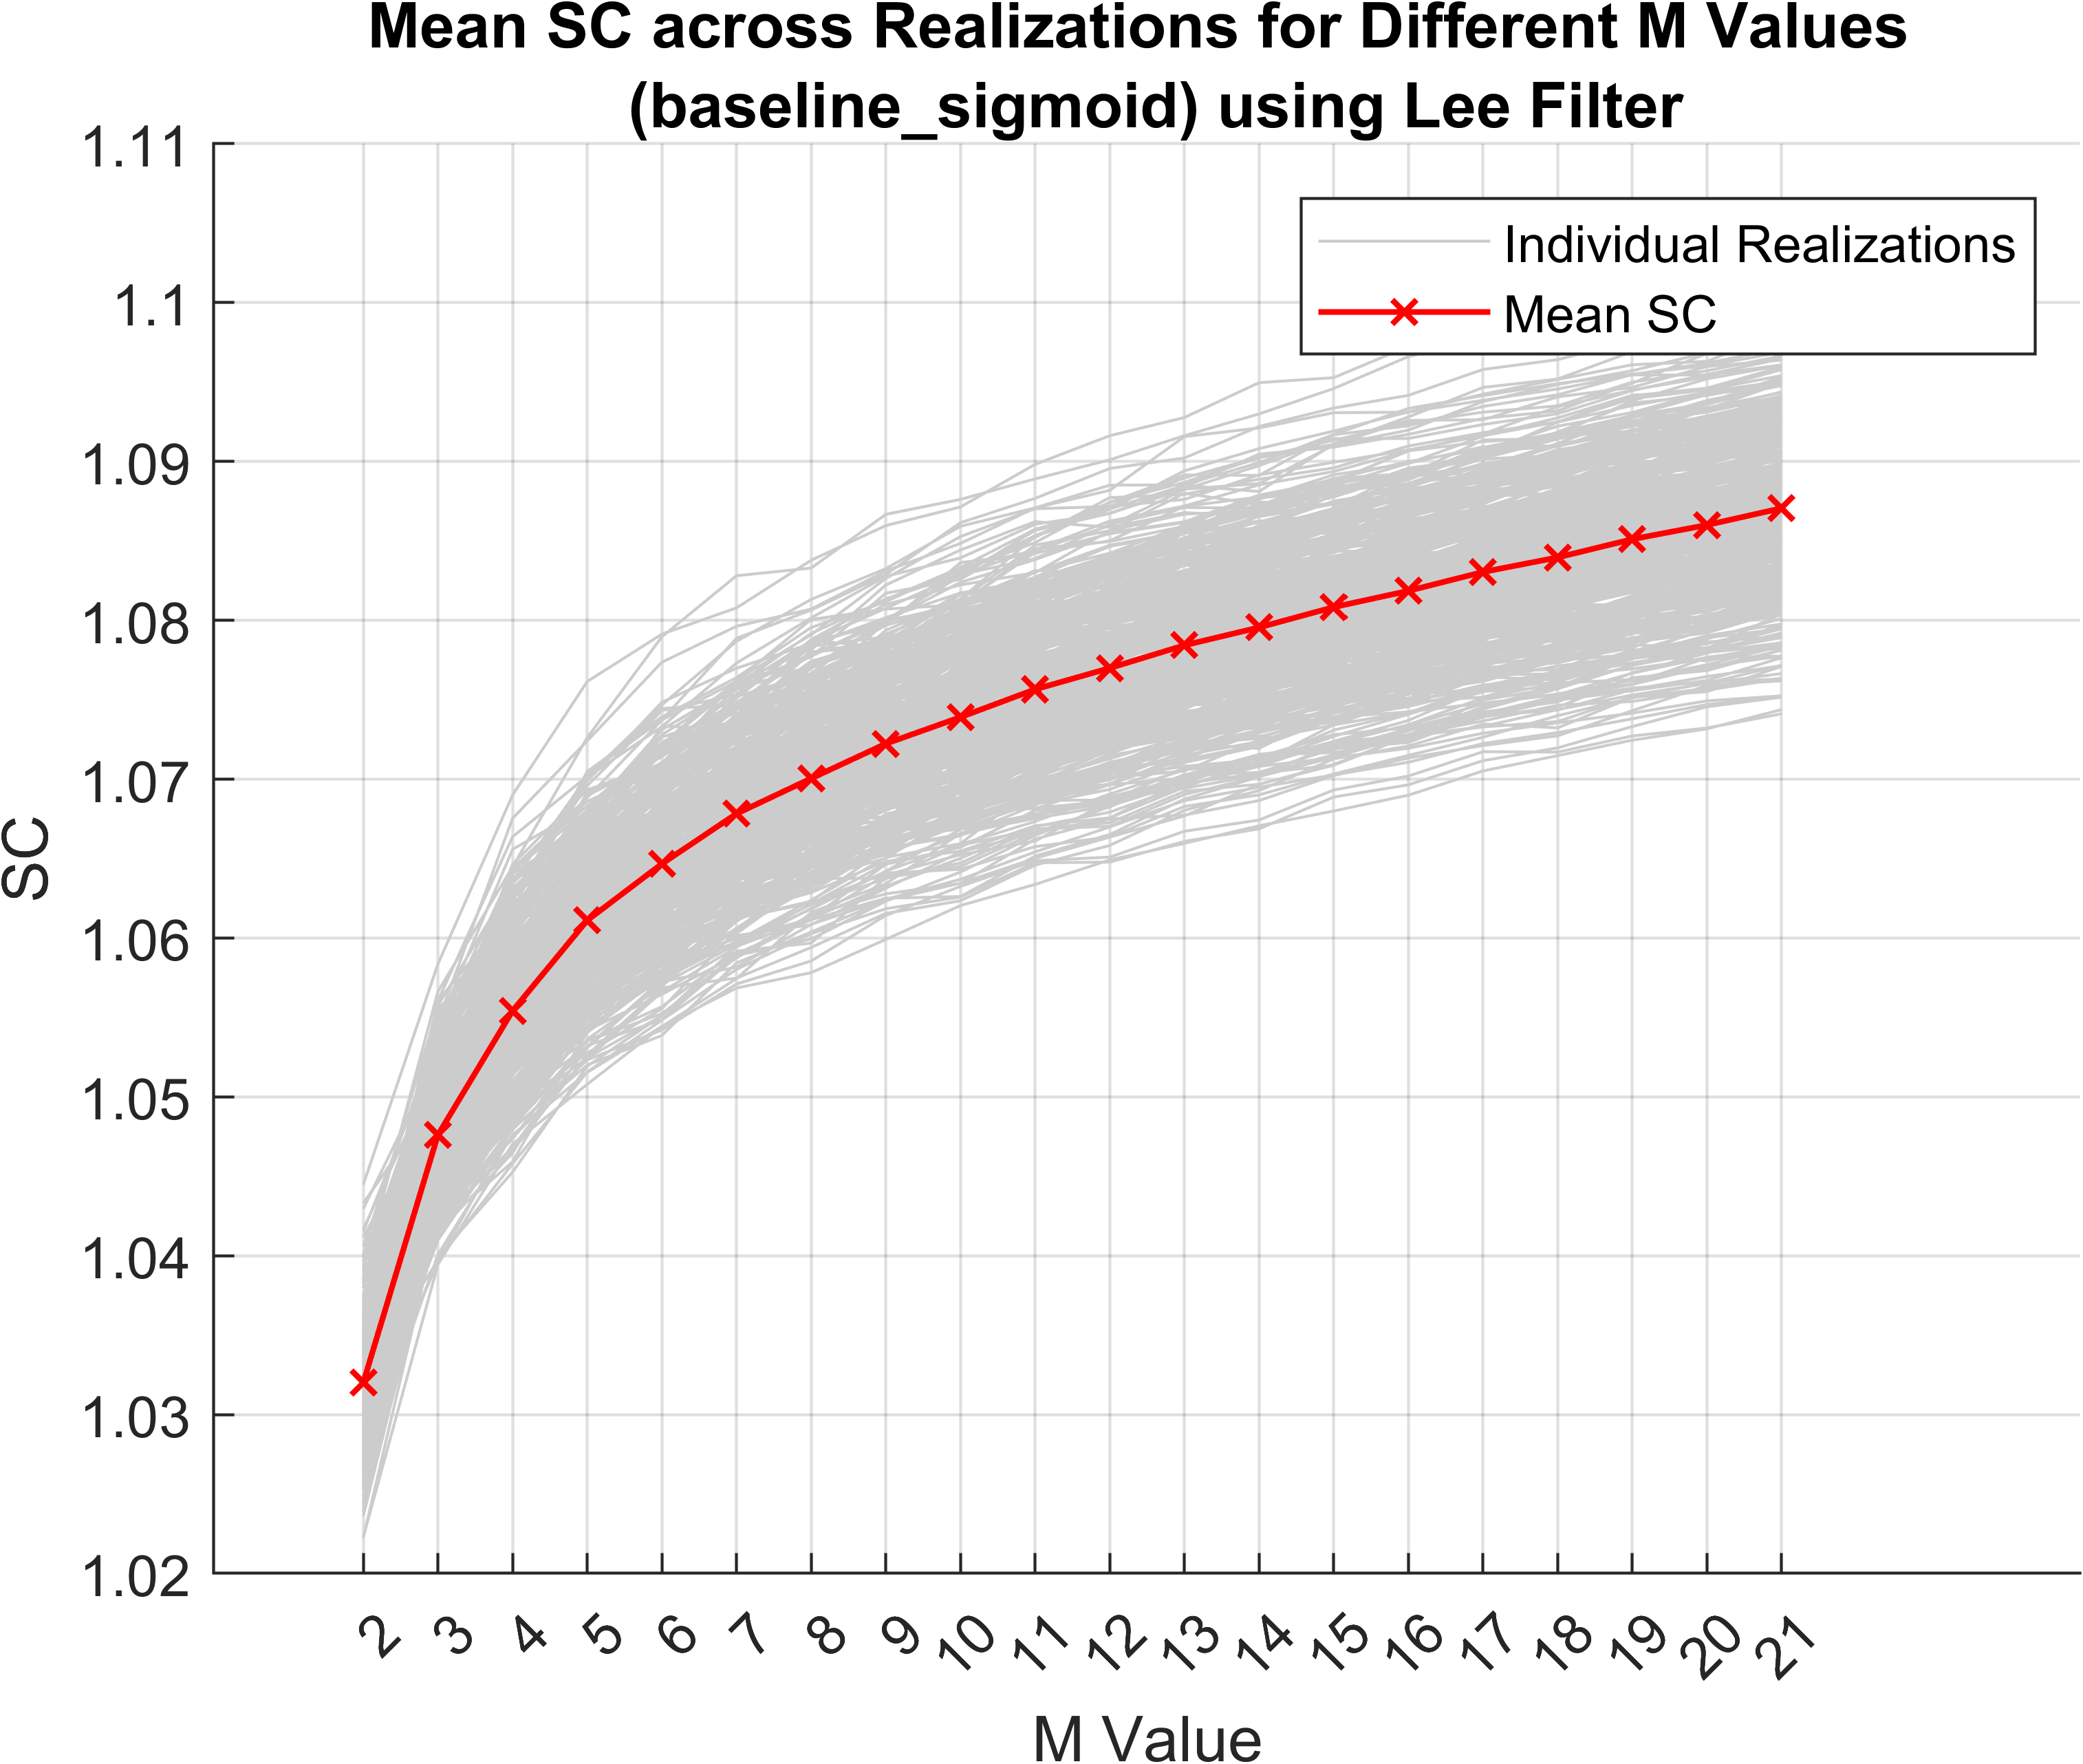 Mean SC across Realizations for Different M Values
(baseline_sigmoid) using Lee Filter
1.11
1.1
1.09
1.08
1.07
1.06
1.05
1.04
1.03
1.02
SC
Individual Realizations
Mean SC
2 3 4 5 6 7 8 9 10 11 12 13 14 15 16 17 18 19 20 21
M Value